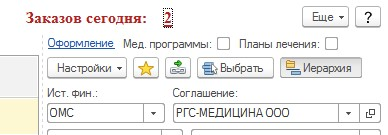 Заказов сегодня: 2 Еще ?
Оформление Мед. программы: Планы лечения:
Настройки Выбрать Иерархия
Ист. фин.: Соглашение:
ОМС РГС-МЕДИЦИНА ООО